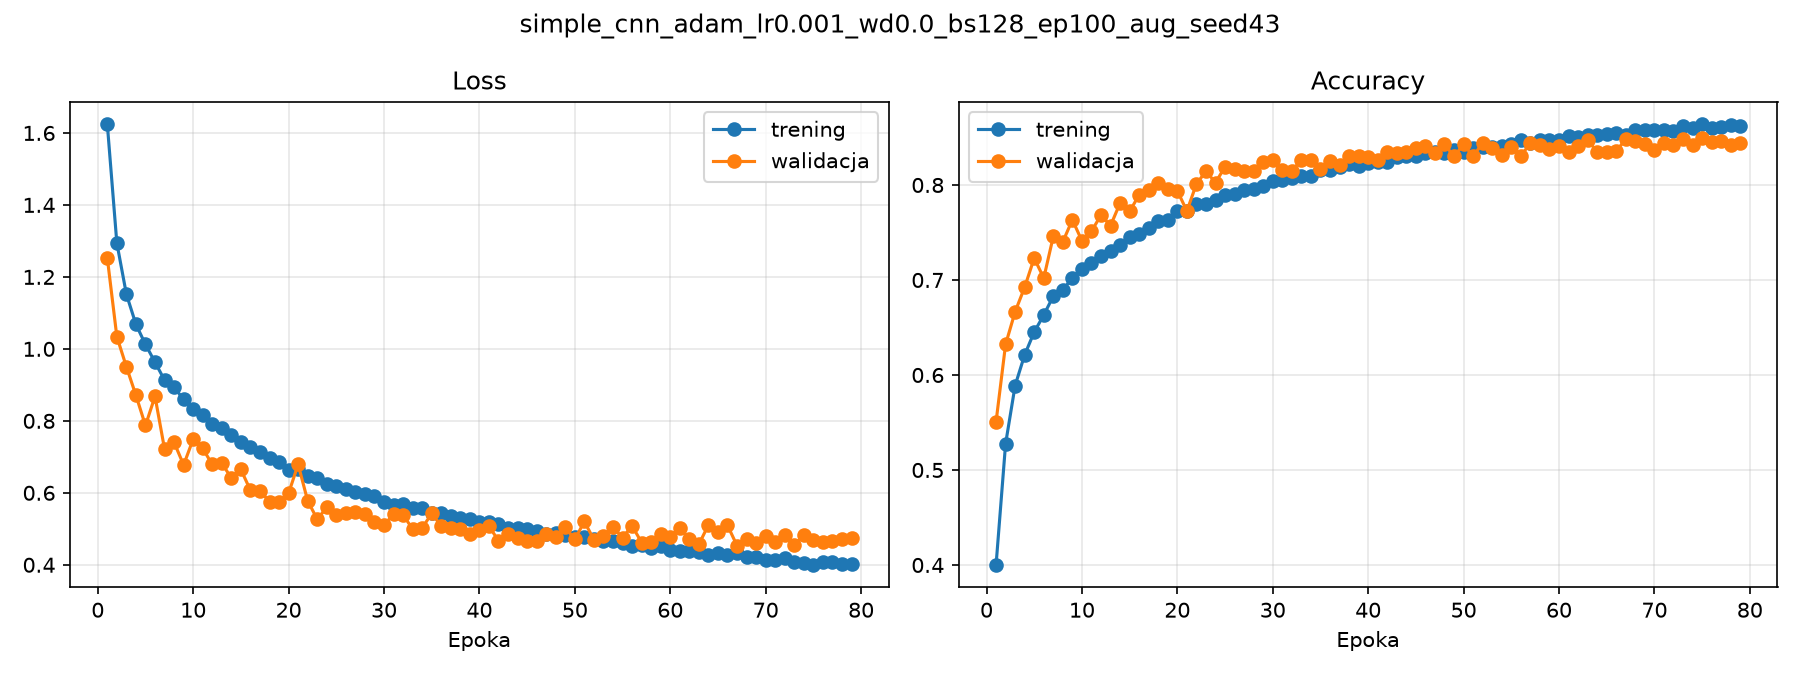 simple_cnn_adam_lr0.001_wd0.0_bs128_ep100_aug_seed43
Loss
trening
walidacja
1.6
1.4
1.2
1.0
0.8
0.6
0.4
0 10 20 30 40 50 60 70 80
Epoka
Accuracy
trening
walidacja
0.8
0.7
0.6
0.5
0.4
0 10 20 30 40 50 60 70 80
Epoka